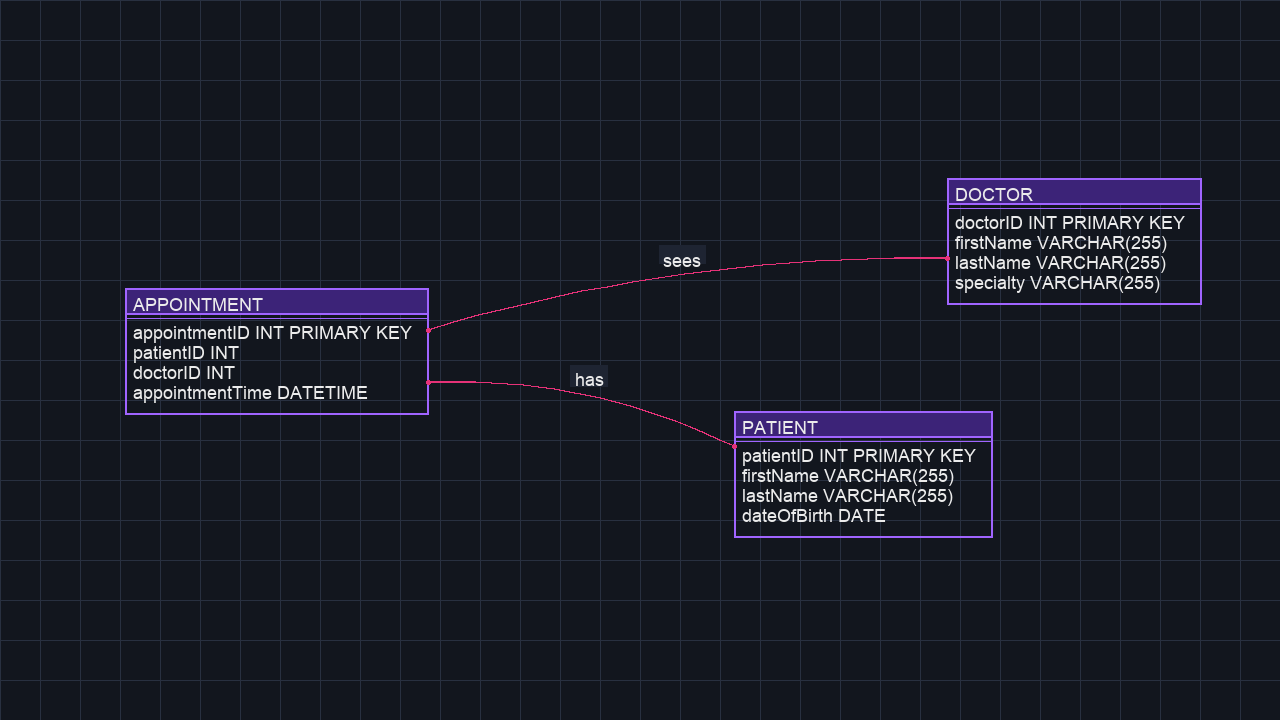 DOCTOR
doctorID INT PRIMARY KEY
firstName VARCHAR(255)
lastName VARCHAR(255)
specialty VARCHAR(255)
sees
APPOINTMENT
appointmentID INT PRIMARY KEY
patientID INT
doctorID INT
appointmentTime DATETIME
has
PATIENT
patientID INT PRIMARY KEY
firstName VARCHAR(255)
lastName VARCHAR(255)
dateOfBirth DATE